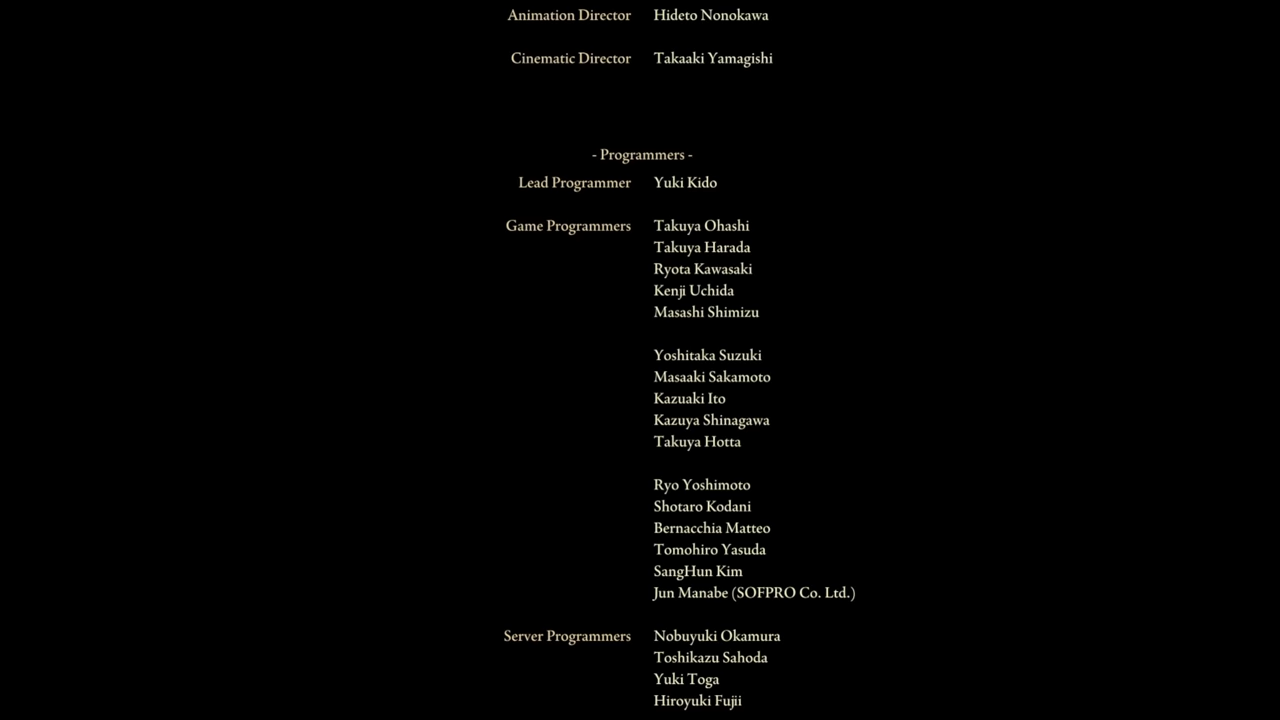 Animation Director Hideto Nonokawa
Cinematic Director Takaaki Yamagishi
- Programmers -
Lead Programmer Yuki Kido
Game Programmers Takuya Ohashi
Takuya Harada
Ryota Kawasaki
Kenji Uchida
Masashi Shimizu
Yoshitaka Suzuki
Masaaki Sakamoto
Kazuaki Ito
Kazuya Shinagawa
Takuya Hotta
Ryo Yoshimoto
Shotaro Kodani
Bernacchia Matteo
Tomohiro Yasuda
SangHun Kim
Jun Manabe (SOFPRO Co. Ltd.)
Server Programmers Nobuyuki Okamura
Toshikazu Sahoda
Yuki Toga
Hiroyuki Fujii